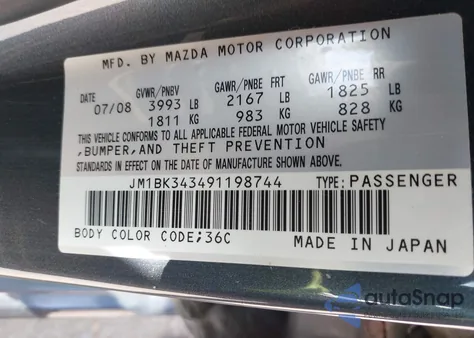 MFD. BY MAZDA MOTOR CORPORATION
GVWR/PNBV GAWR/PNBE FRT GAWR/PNBE RR
DATE 07/08 3993 LB 2167 LB 1825 LB
1811 KG 983 KG 828 KG
THIS VEHICLE CONFORMS TO ALL APPLICABLE FEDERAL MOTOR VEHICLE SAFETY
,BUMPER,AND THEFT PREVENTION
STANDARDS IN EFFECT ON THE DATE OF MANUFACTURE SHOWN ABOVE.
JM1BK343491198744 TYPE:PASSENGER
BODY COLOR CODE;36C MADE IN JAPAN
autoSnap